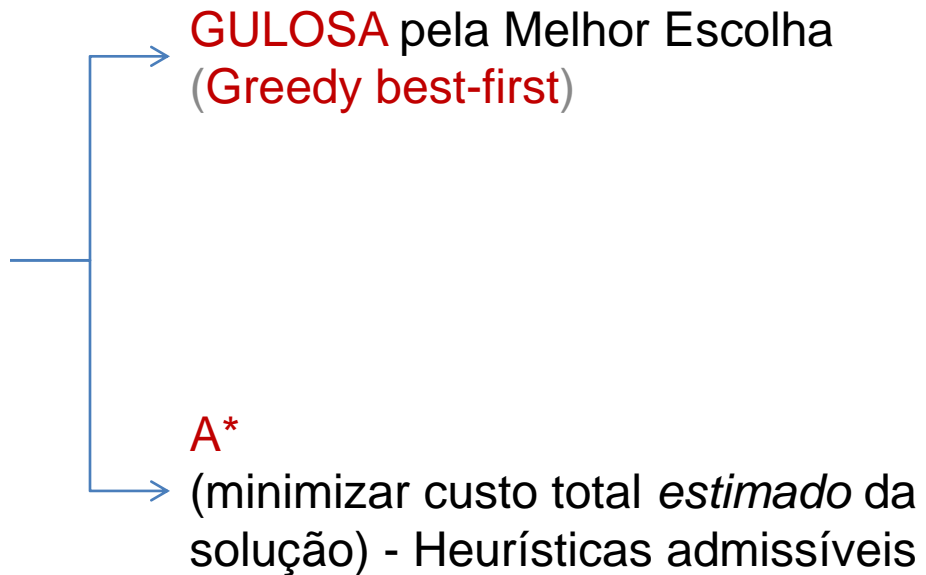 GULOSA pela Melhor Escolha
(Greedy best-first)
A*
(minimizar custo total estimado da
solução) - Heurísticas admissíveis